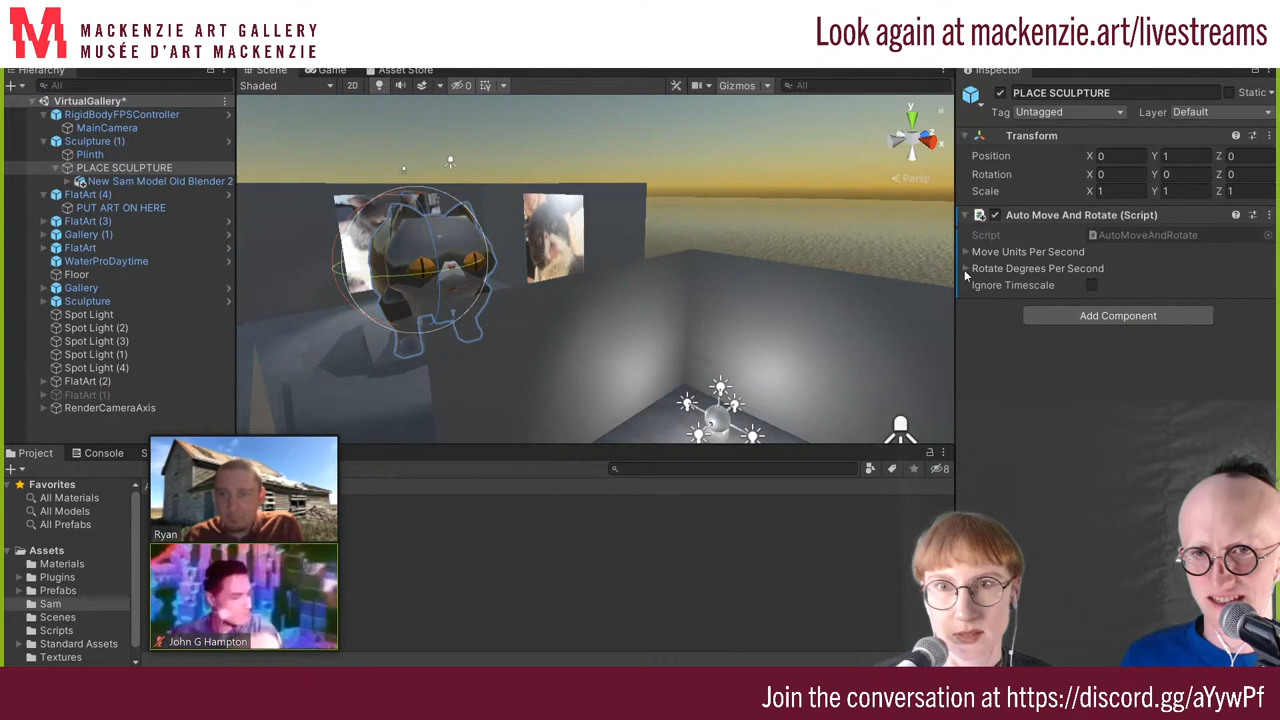 MACKENZIE ART GALLERY
MUSÉE D'ART MACKENZIE
Look again at mackenzie.art/livestreams
Hierarchy
All
VirtualGallery*
RigidBodyFPSController
MainCamera
Sculpture (1)
Plinth
PLACE SCULPTURE
New Sam Model Old Blender 2
FlatArt (4)
PUT ART ON HERE
FlatArt (3)
Gallery (1)
FlatArt
WaterProDaytime
Floor
Gallery
Sculpture
Spot Light
Spot Light (2)
Spot Light (3)
Spot Light (1)
Spot Light (4)
FlatArt (2)
FlatArt (1)
RenderCameraAxis
Scene Game Asset Store
Shaded 2D 0 Gizmos All
y
z
x
Persp
Inspector
PLACE SCULPTURE Static
Tag Untagged Layer Default
Transform
Position X 0 Y 1 Z 0
Rotation X 0 Y 0 Z 0
Scale X 1 Y 1 Z 1
Auto Move And Rotate (Script)
Script AutoMoveAndRotate
Move Units Per Second
Rotate Degrees Per Second
Ignore Timescale
Add Component
Project Console
8
Favorites
All Materials
All Models
All Prefabs
Assets
Materials
Plugins
Prefabs
Sam
Scenes
Scripts
Standard Assets
Textures
Ryan
John G Hampton
Join the conversation at https://discord.gg/aYywPf